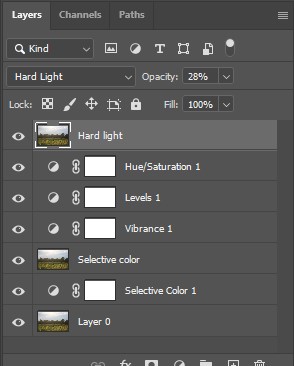 Layers Channels Paths
Kind
Hard Light Opacity: 28%
Lock: Fill: 100%
Hard light
Hue/Saturation 1
Levels 1
Vibrance 1
Selective color
Selective Color 1
Layer 0
fx